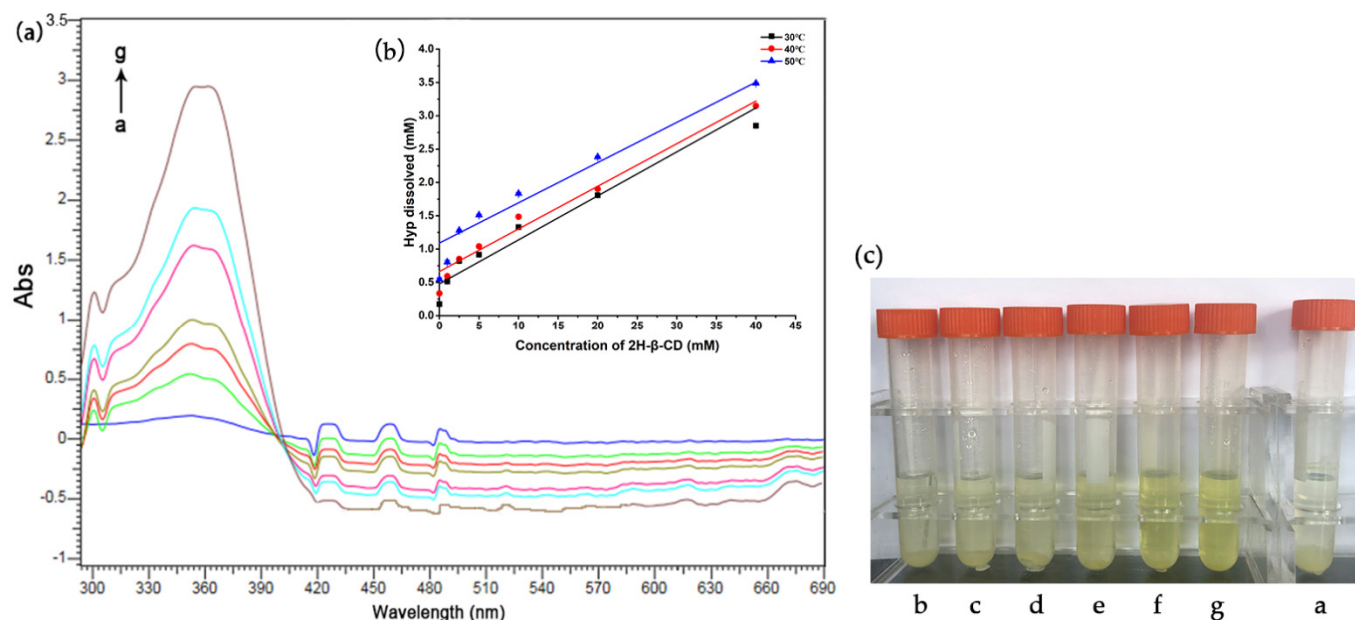 (a)
g
a
3.5
3
2.5
2
1.5
1
0.5
0
-0.5
-1
Abs
300 330 360 390 420 450 480 510 540 570 600 630 660 690
Wavelength (nm)
(b)
30℃
40℃
50℃
4.0
3.5
3.0
2.5
2.0
1.5
1.0
0.5
0.0
Hyp dissolved (mM)
0 5 10 15 20 25 30 35 40 45
Concentration of 2H-β-CD (mM)
(c)
b c d e f g a